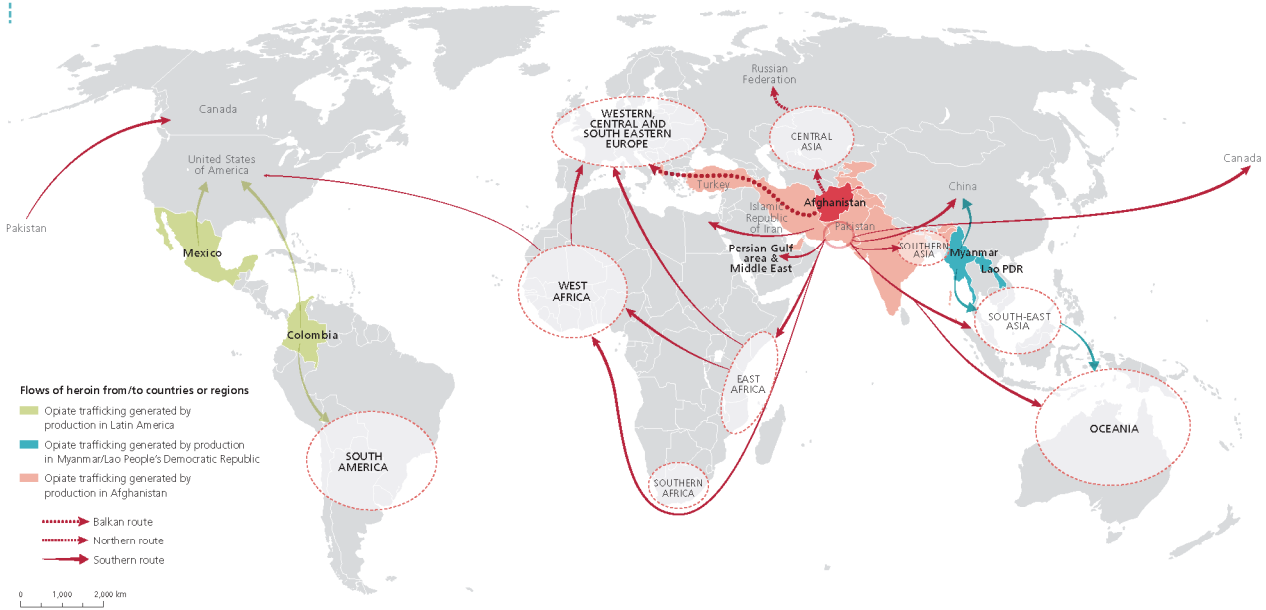 Russian
Federation
Canada
WESTERN,
CENTRAL AND
SOUTH EASTERN
EUROPE
CENTRAL
ASIA
United States
of America
Canada
Turkey
China
Afghanistan
Islamic
Republic
of Iran
Pakistan
Pakistan
SOUTHERN
ASIA
Mexico
Persian Gulf
area &
Middle East
Myanmar
Lao PDR
WEST
AFRICA
SOUTH-EAST
ASIA
Colombia
EAST
AFRICA
Flows of heroin from/to countries or regions
Opiate trafficking generated by
production in Latin America
Opiate trafficking generated by production
in Myanmar/Lao People's Democratic Republic
Opiate trafficking generated by
production in Afghanistan
OCEANIA
SOUTH
AMERICA
SOUTHERN
AFRICA
Balkan route
Northern route
Southern route
0 1,000 2,000 km